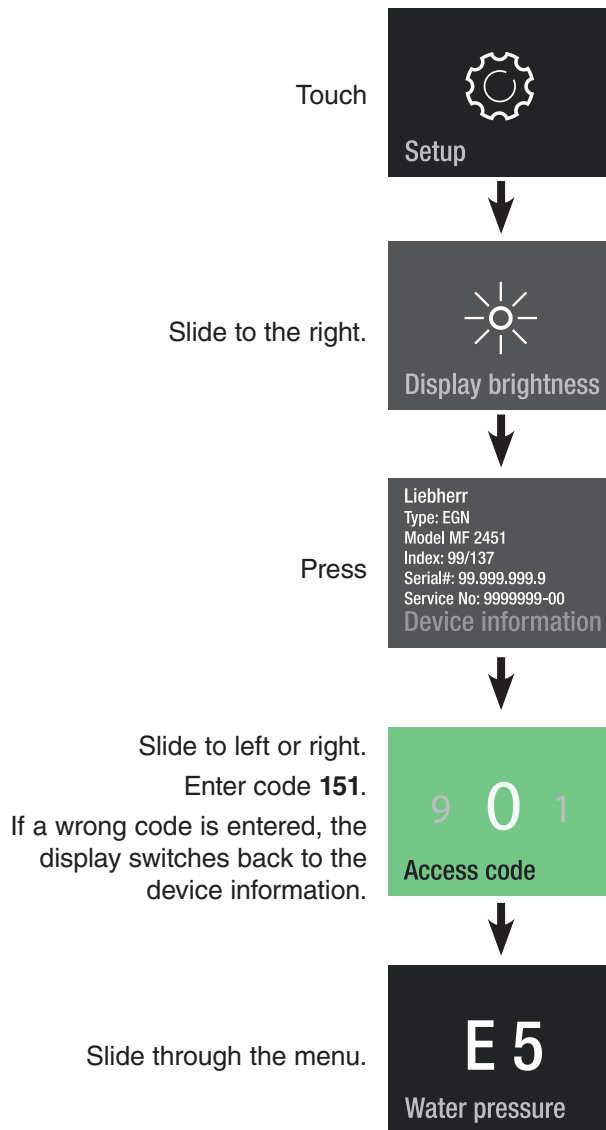 Touch
Setup
Slide to the right.
Display brightness
Press
Liebherr
Type: EGN
Model MF 2451
Index: 99/137
Serial#: 99.999.999.9
Service No: 9999999-00
Device information
Slide to left or right.
Enter code 151.
If a wrong code is entered, the
display switches back to the
device information.
9 0 1
Access code
Slide through the menu.
E 5
Water pressure